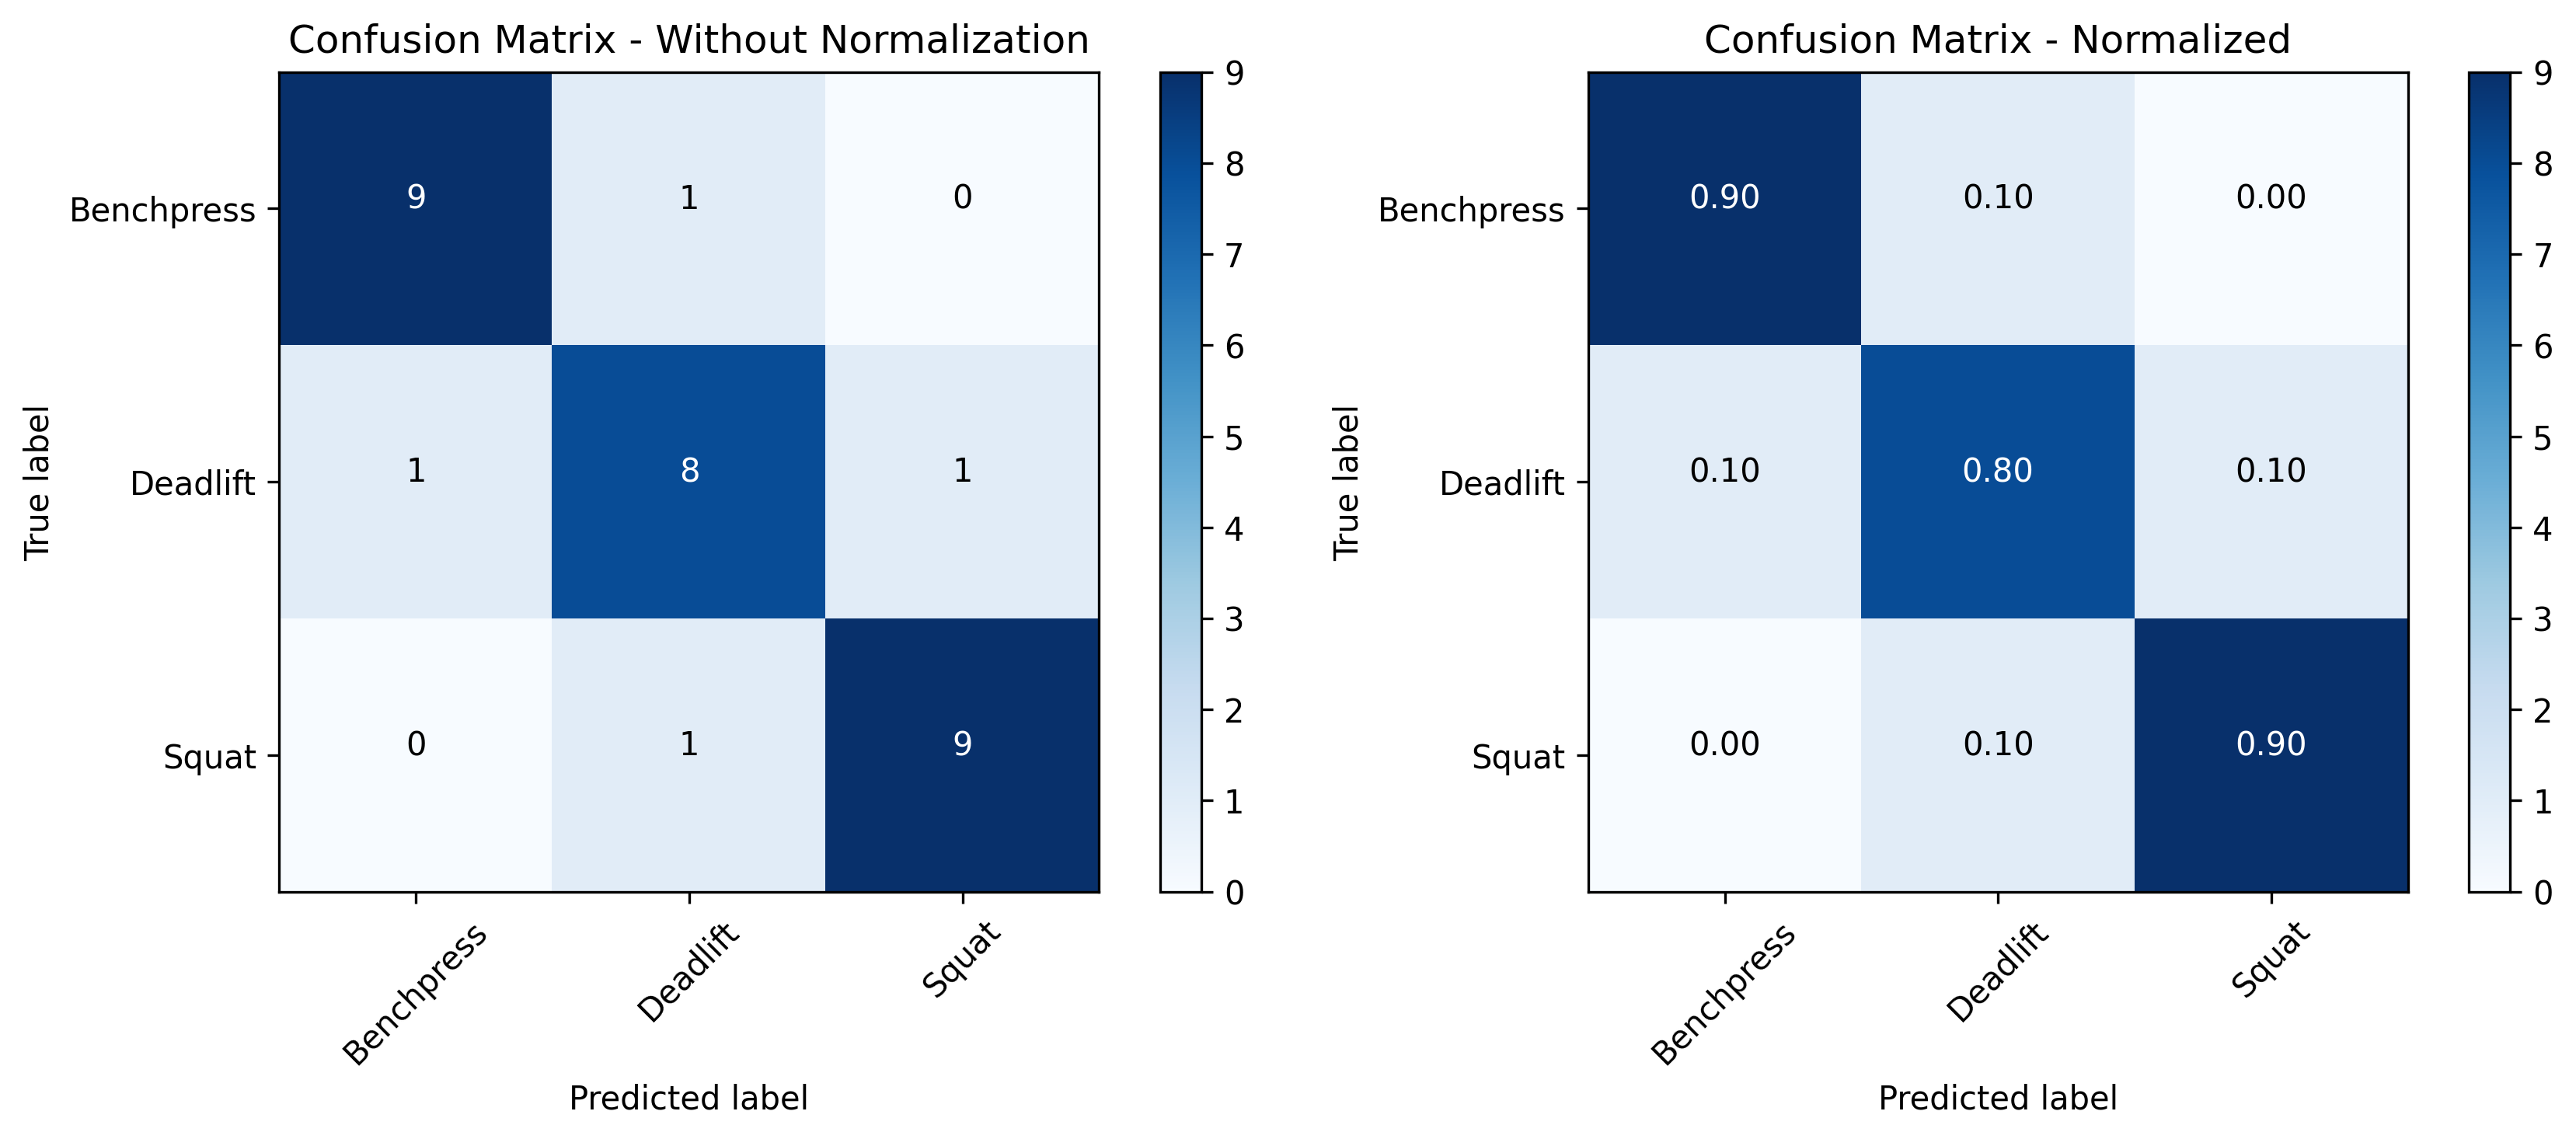 Confusion Matrix - Without Normalization
True label
Benchpress
Deadlift
Squat
9 1 0
1 8 1
0 1 9
Benchpress
Deadlift
Squat
Predicted label
9
8
7
6
5
4
3
2
1
0
Confusion Matrix - Normalized
True label
Benchpress
Deadlift
Squat
0.90 0.10 0.00
0.10 0.80 0.10
0.00 0.10 0.90
Benchpress
Deadlift
Squat
Predicted label
9
8
7
6
5
4
3
2
1
0